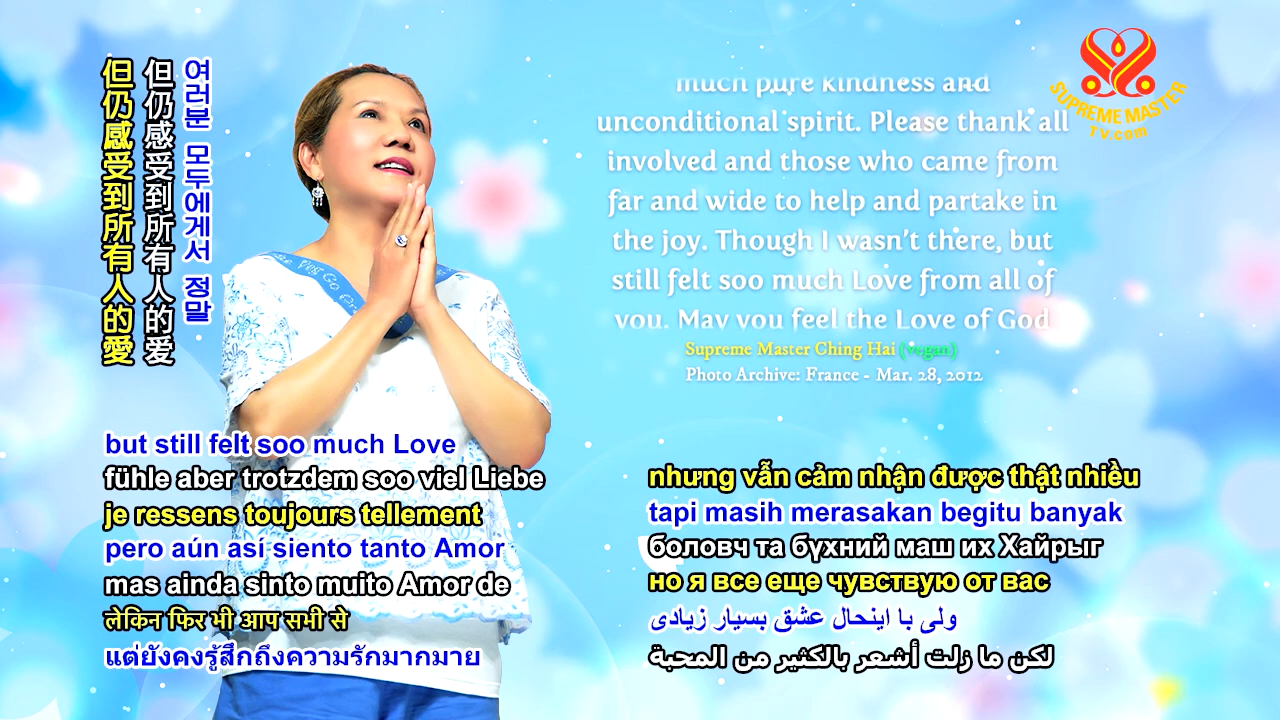 但仍感受到所有人的愛
但仍感受到所有人的爱
여러분 모두에게서 정말
much pure kindness and
unconditional spirit. Please thank all
involved and those who came from
far and wide to help and partake in
the joy. Though I wasn't there, but
still felt soo much Love from all of
you. May you feel the Love of God
Supreme Master Ching Hai (vegan)
Photo Archive: France - Mar. 28, 2012
SUPREME MASTER
TV.com
but still felt soo much Love
fühle aber trotzdem soo viel Liebe
je ressens toujours tellement
pero aún así siento tanto Amor
mas ainda sinto muito Amor de
लेकिन फिर भी आप सभी से
แต่ยังคงรู้สึกถึงความรักมากมาย
nhưng vẫn cảm nhận được thật nhiều
tapi masih merasakan begitu banyak
боловч та бүхний маш их Хайрыг
но я все еще чувствую от вас
ولی با اینحال عشق بسیار زیادی
لكن ما زلت أشعر بالكثير من المحبة